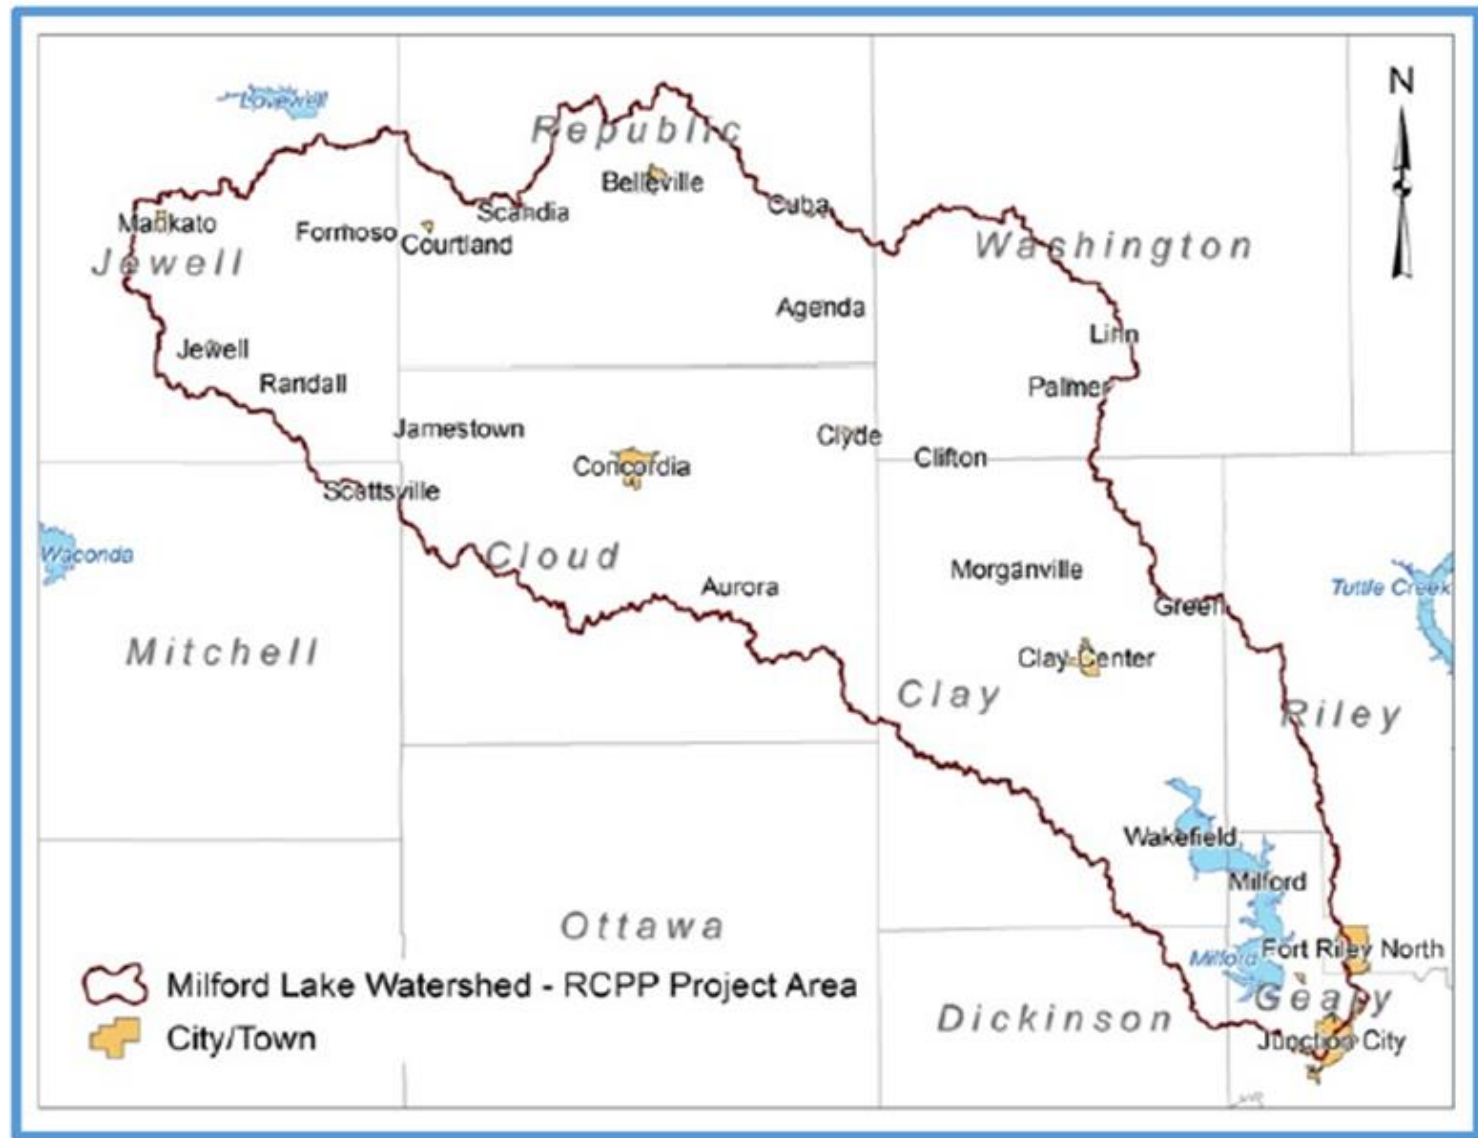 N
Lovewell
Republic
Belleville
Cuba
Scandia
Mankato
Formoso
Courtland
Washington
Jewell
Agenda
Linn
Jewell
Randall
Palmer
Jamestown
Clyde
Clifton
Concordia
Scottsville
Waconda
Cloud
Morganville
Aurora
Tuttle Creek
Green
Mitchell
Clay Center
Clay
Riley
Wakefield
Milford
Ottawa
Fort Riley North
Milford
Geary
Dickinson
Junction City
Milford Lake Watershed - RCPP Project Area
City/Town